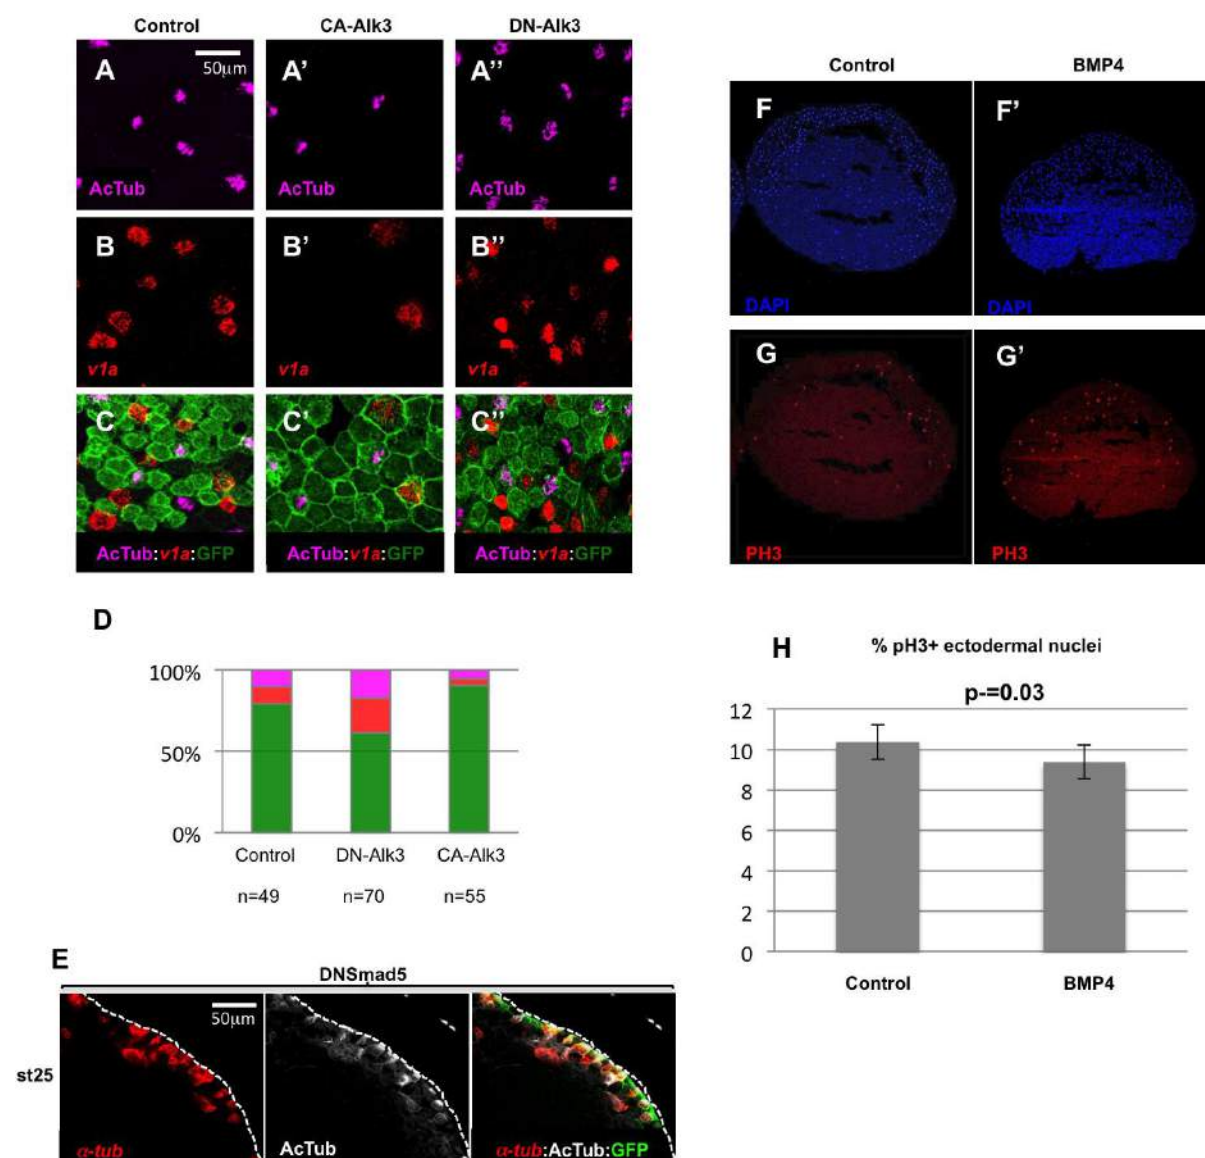 Control CA-Alk3 DN-Alk3
A 50μm A' A''
AcTub AcTub AcTub
B B' B''
v1a v1a v1a
C C' C''
AcTub:v1a:GFP AcTub:v1a:GFP AcTub:v1a:GFP
D
100%
50%
0%
Control DN-Alk3 CA-Alk3
n=49 n=70 n=55
E
DNSmad5
50μm
st25
α-tub AcTub α-tub:AcTub:GFP
Control BMP4
F F'
DAPI DAPI
G G'
PH3 PH3
H % pH3+ ectodermal nuclei
p-=0.03
12
10
8
6
4
2
0
Control BMP4